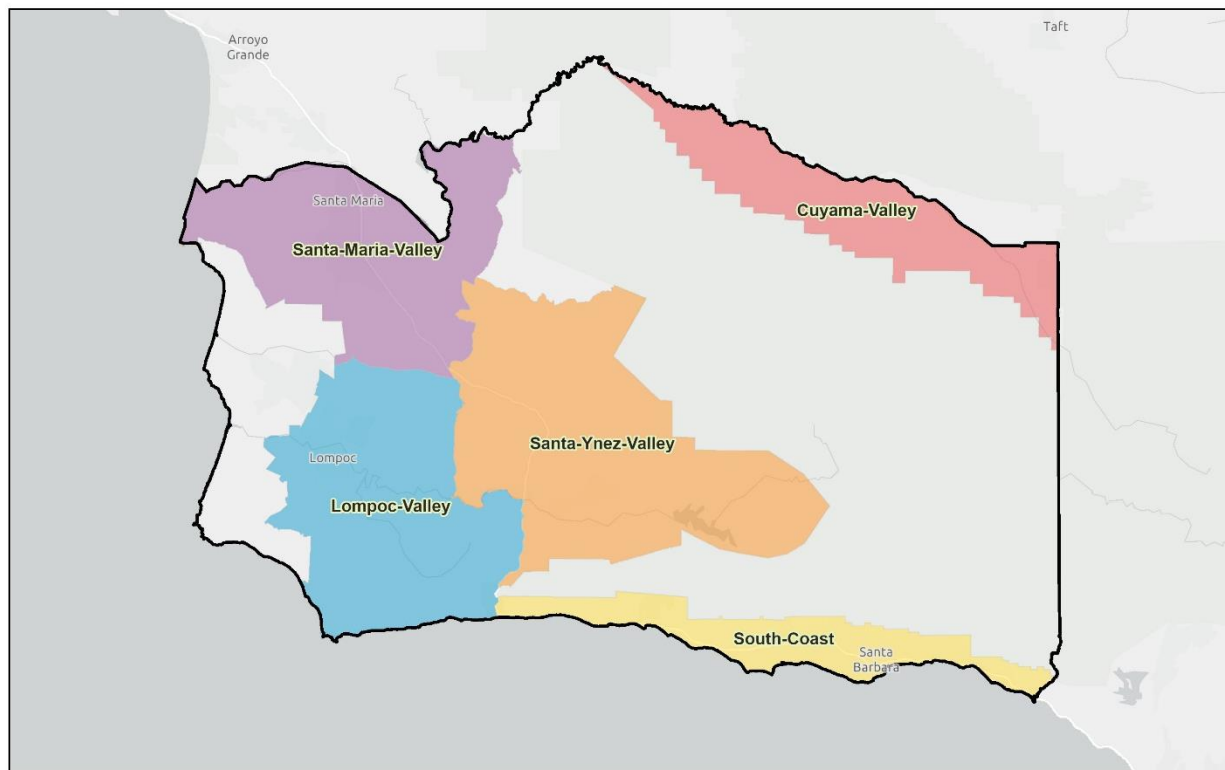 Arroyo
Grande
Taft
Santa Maria
Cuyama-Valley
Santa-Maria-Valley
Santa-Ynez-Valley
Lompoc
Lompoc-Valley
South-Coast
Santa
Barbara